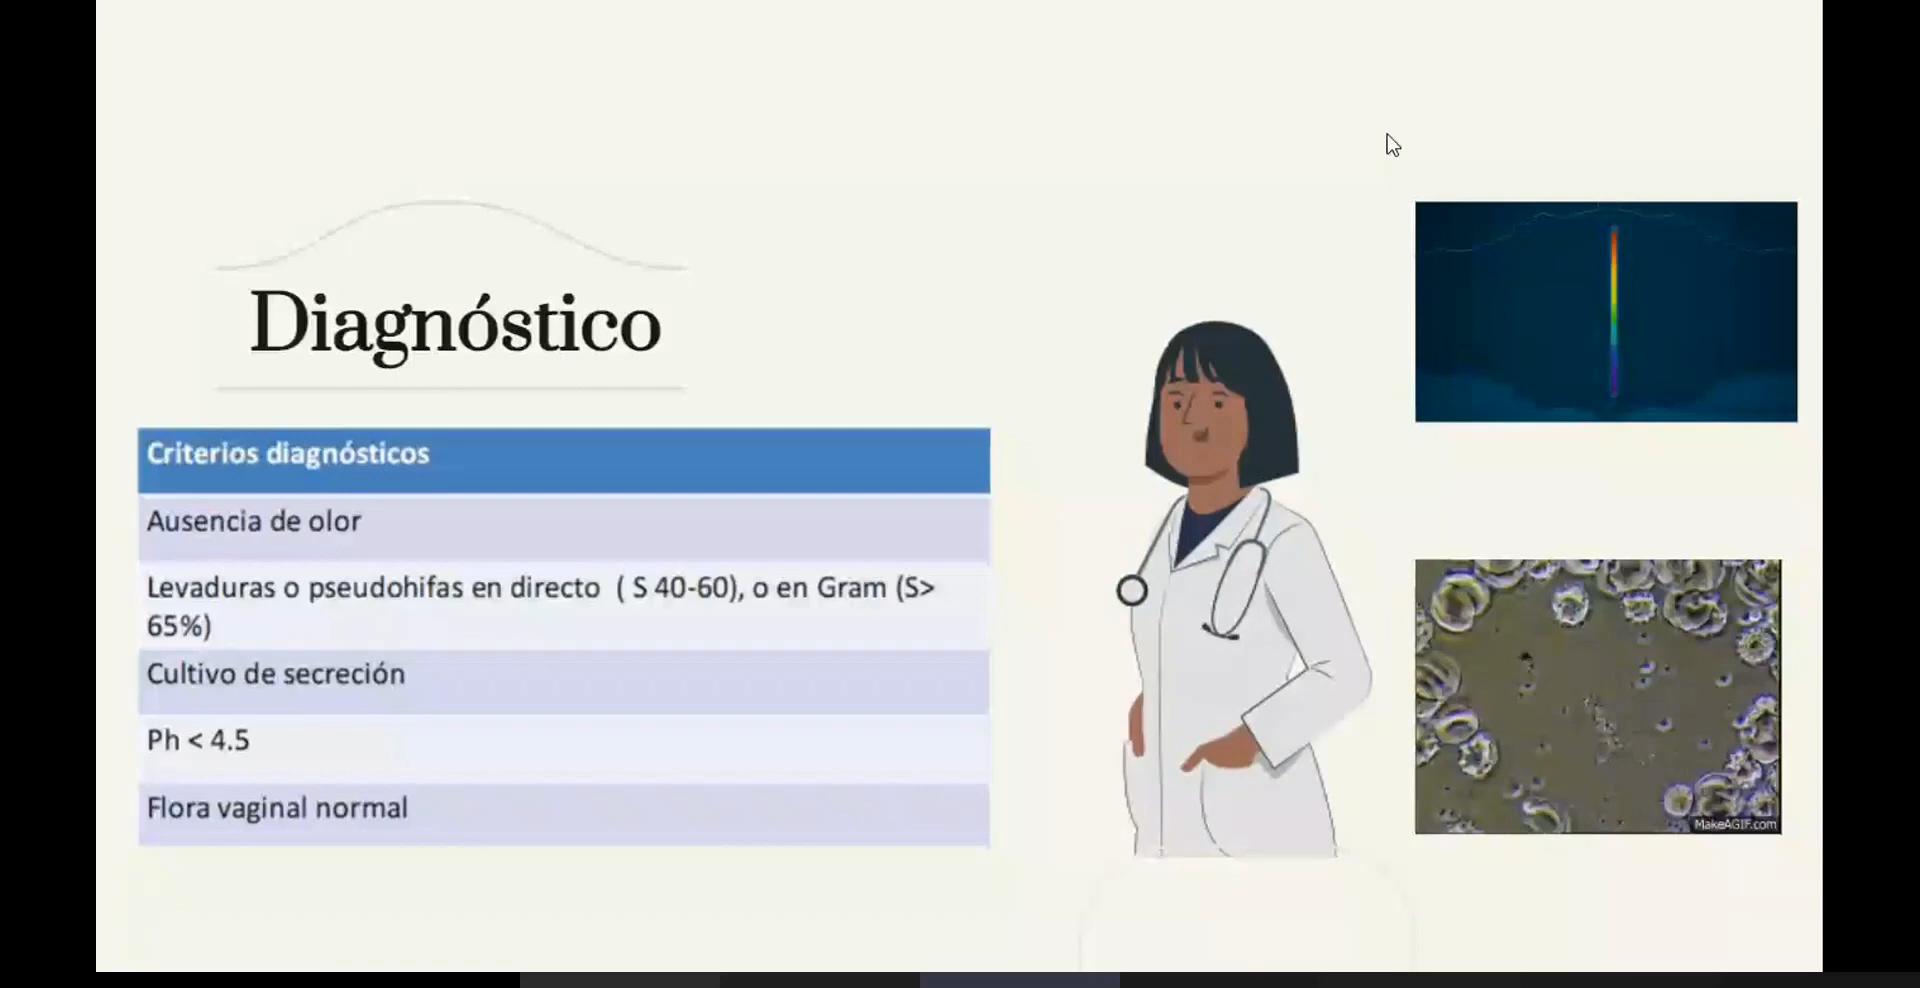 Diagnóstico
Criterios diagnósticos
Ausencia de olor
Levaduras o pseudohifas en directo  ( S 40-60), o en Gram (S>
65%)
Cultivo de secreción
Ph < 4.5
Flora vaginal normal
MakeAGIF.com